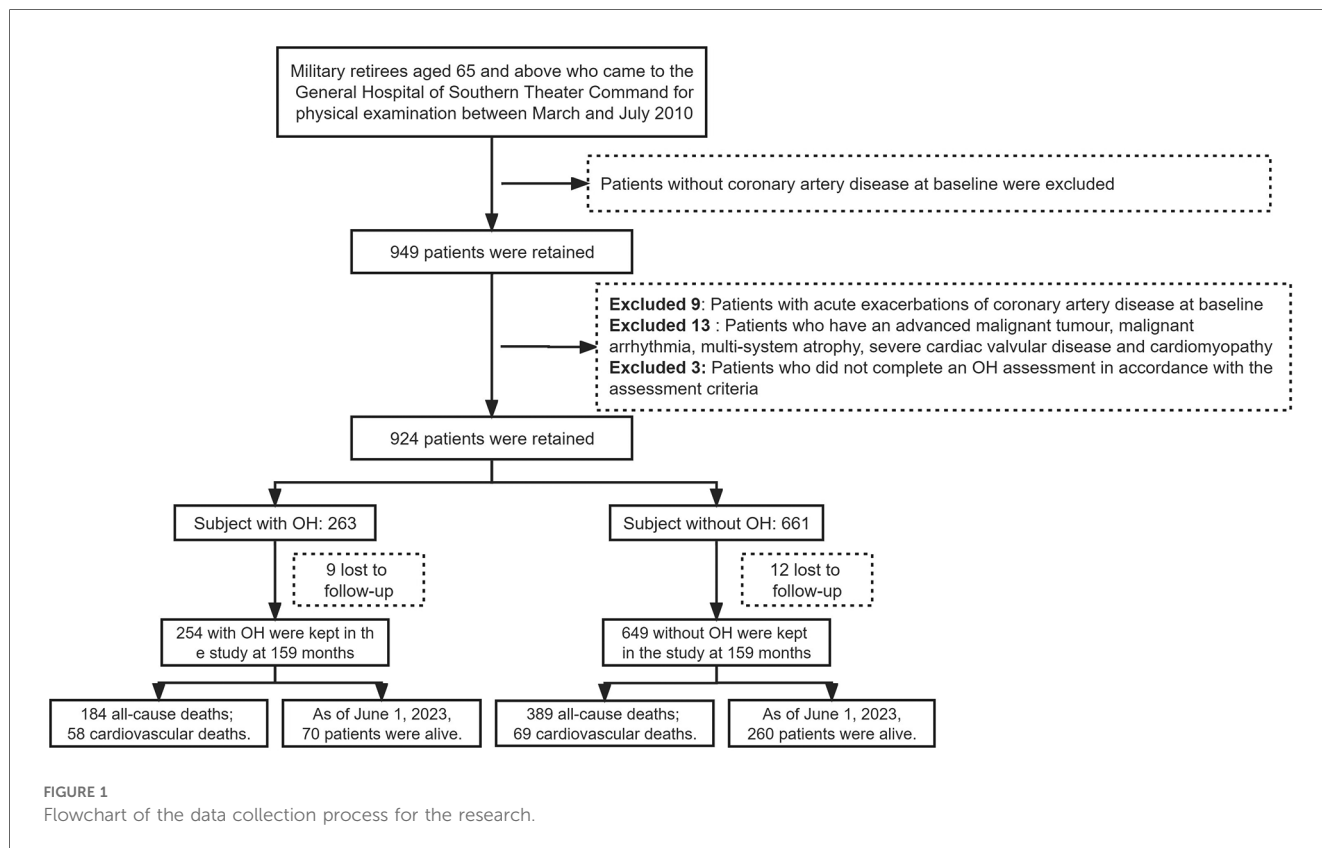 Military retirees aged 65 and above who came to the
General Hospital of Southern Theater Command for
physical examination between March and July 2010
Patients without coronary artery disease at baseline were excluded
949 patients were retained
Excluded 9: Patients with acute exacerbations of coronary artery disease at baseline
Excluded 13 : Patients who have an advanced malignant tumour, malignant
arrhythmia, multi-system atrophy, severe cardiac valvular disease and cardiomyopathy
Excluded 3: Patients who did not complete an OH assessment in accordance with the
assessment criteria
924 patients were retained
Subject with OH: 263
Subject without OH: 661
9 lost to
follow-up
12 lost to
follow-up
254 with OH were kept in th
e study at 159 months
649 without OH were kept
in the study at 159 months
184 all-cause deaths;
58 cardiovascular deaths.
As of June 1, 2023,
70 patients were alive.
389 all-cause deaths;
69 cardiovascular deaths.
As of June 1, 2023,
260 patients were alive.
FIGURE 1
Flowchart of the data collection process for the research.